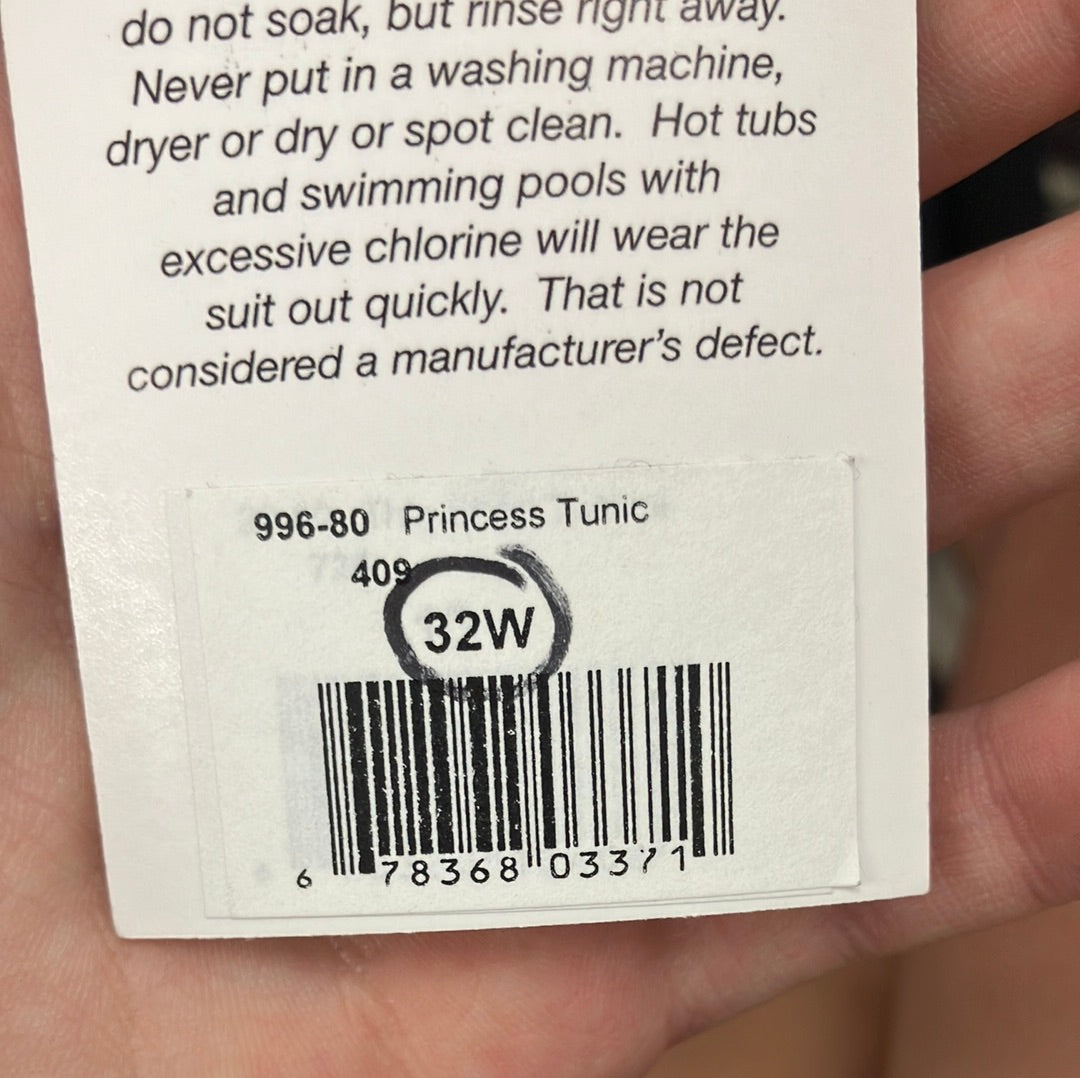 do not soak, but rinse right away.
Never put in a washing machine,
dryer or dry or spot clean.  Hot tubs
and swimming pools with
excessive chlorine will wear the
suit out quickly.  That is not
considered a manufacturer's defect.
996-80 Princess Tunic
409
32W
6 78368 03371